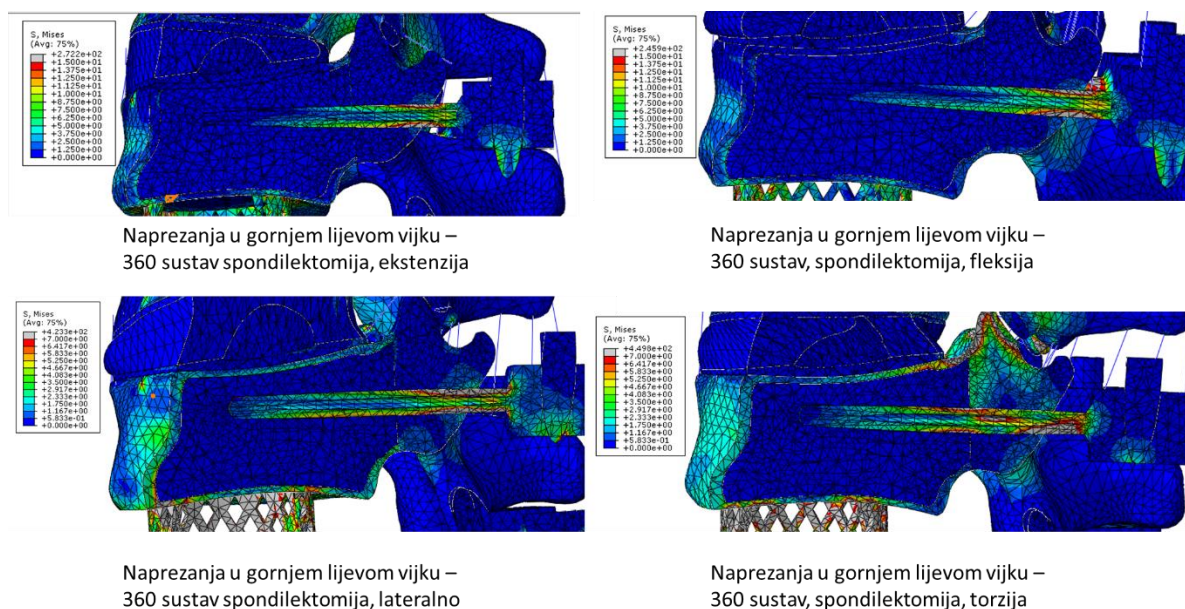 S, Mises
(Avg: 75%)
+2.722e+02
+1.500e+01
+1.375e+01
+1.250e+01
+1.125e+01
+1.000e+01
+8.750e+00
+7.500e+00
+6.250e+00
+5.000e+00
+3.750e+00
+2.500e+00
+1.250e+00
+0.000e+00
Naprezanja u gornjem lijevom vijku –
360 sustav spondilektomija, ekstenzija
S, Mises
(Avg: 75%)
+2.459e+02
+1.500e+01
+1.375e+01
+1.250e+01
+1.125e+01
+1.000e+01
+8.750e+00
+7.500e+00
+6.250e+00
+5.000e+00
+3.750e+00
+2.500e+00
+1.250e+00
+0.000e+00
Naprezanja u gornjem lijevom vijku –
360 sustav, spondilektomija, fleksija
S, Mises
(Avg: 75%)
+4.233e+02
+7.000e+00
+6.417e+00
+5.833e+00
+5.250e+00
+4.667e+00
+4.083e+00
+3.500e+00
+2.917e+00
+2.333e+00
+1.750e+00
+1.167e+00
+5.833e-01
+0.000e+00
Naprezanja u gornjem lijevom vijku –
360 sustav spondilektomija, lateralno
S, Mises
(Avg: 75%)
+4.498e+02
+7.000e+00
+6.417e+00
+5.833e+00
+5.250e+00
+4.667e+00
+4.083e+00
+3.500e+00
+2.917e+00
+2.333e+00
+1.750e+00
+1.167e+00
+5.833e-01
+0.000e+00
Naprezanja u gornjem lijevom vijku –
360 sustav, spondilektomija, torzija